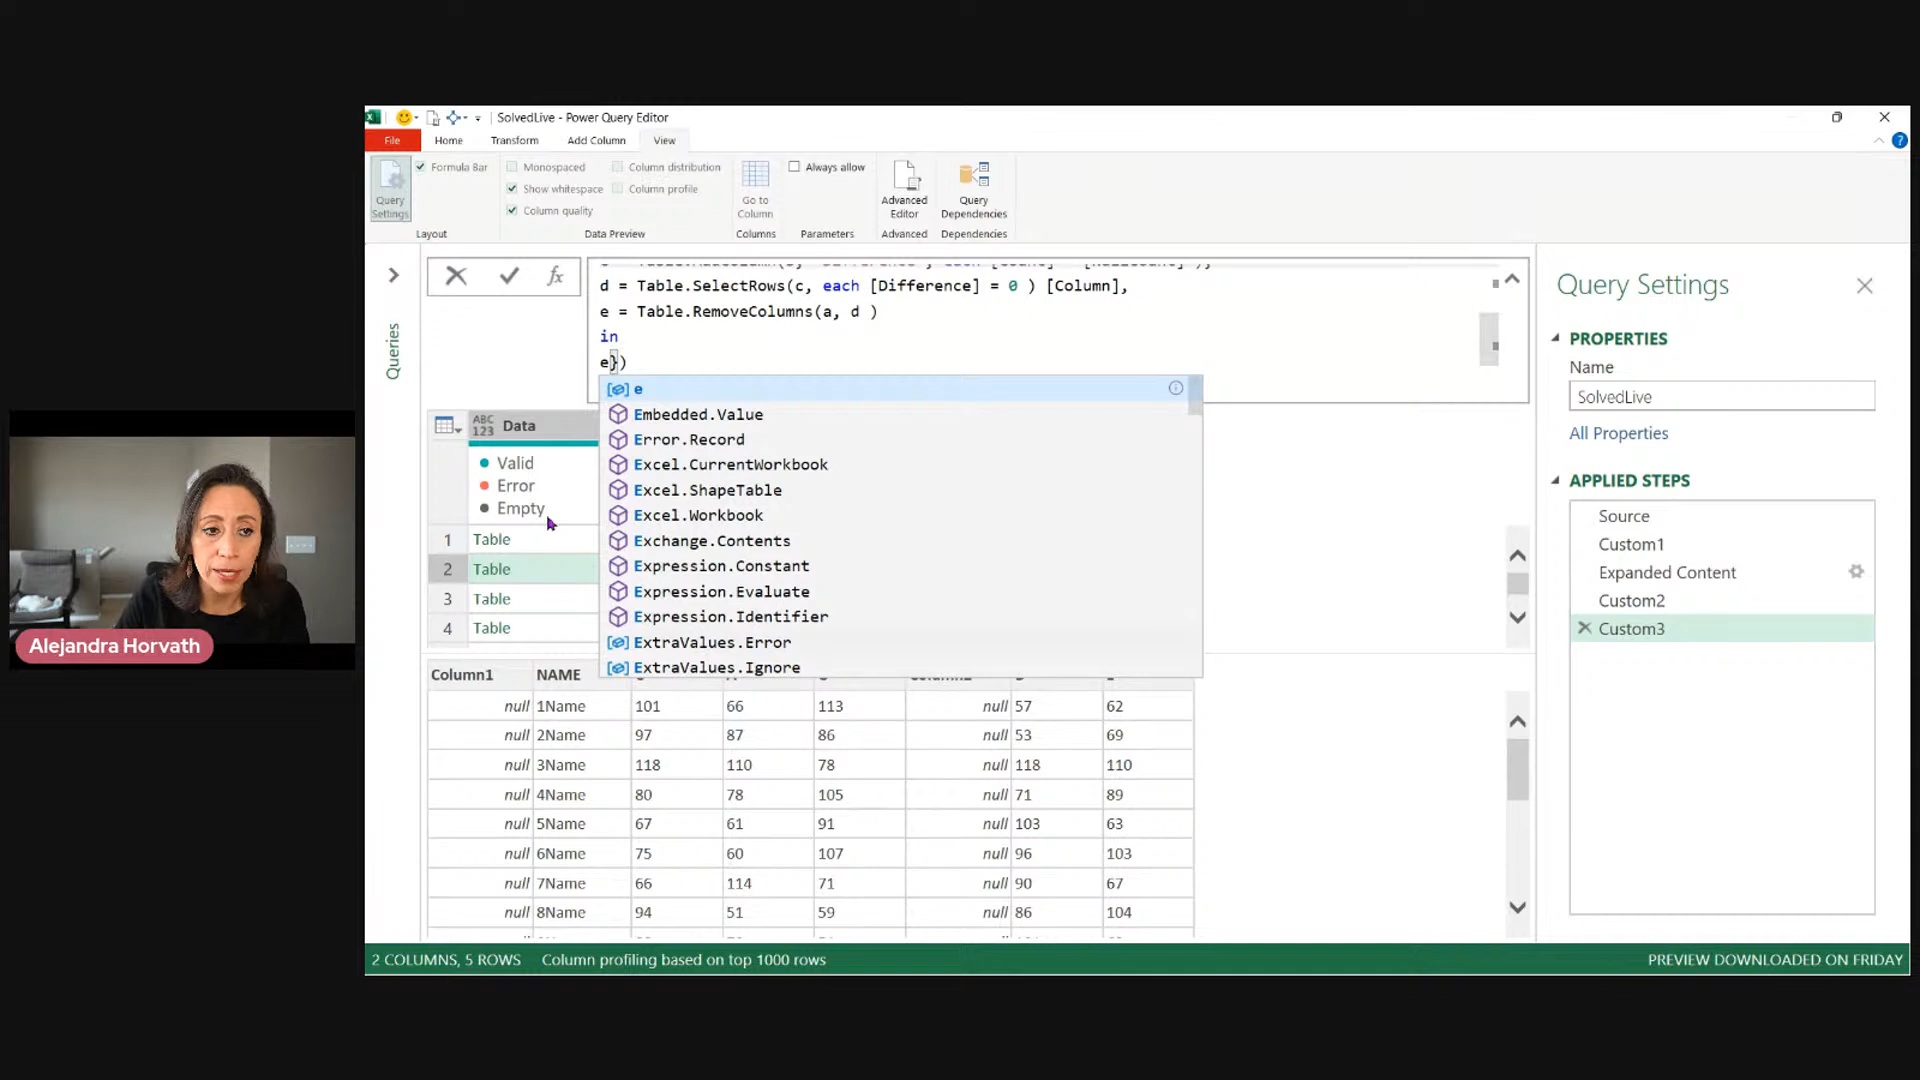 SolvedLive - Power Query Editor
File Home Transform Add Column View
Query Settings
Formula Bar
Layout
Monospaced
Show whitespace
Column quality
Column distribution
Column profile
Data Preview
Go to Column
Columns
Always allow
Parameters
Advanced Editor
Advanced
Query Dependencies
Dependencies
Queries
fx
d = Table.SelectRows(c, each [Difference] = 0 ) [Column],
e = Table.RemoveColumns(a, d )
in
e})
e
Embedded.Value
Error.Record
Excel.CurrentWorkbook
Excel.ShapeTable
Excel.Workbook
Exchange.Contents
Expression.Constant
Expression.Evaluate
Expression.Identifier
ExtraValues.Error
ExtraValues.Ignore
ABC 123 Data
Valid
Error
Empty
1 Table
2 Table
3 Table
4 Table
Column1 NAME
null 1Name 101 66 113 null 57 62
null 2Name 97 87 86 null 53 69
null 3Name 118 110 78 null 118 110
null 4Name 80 78 105 null 71 89
null 5Name 67 61 91 null 103 63
null 6Name 75 60 107 null 96 103
null 7Name 66 114 71 null 90 67
null 8Name 94 51 59 null 86 104
2 COLUMNS, 5 ROWS Column profiling based on top 1000 rows
PREVIEW DOWNLOADED ON FRIDAY
Query Settings
PROPERTIES
Name
SolvedLive
All Properties
APPLIED STEPS
Source
Custom1
Expanded Content
Custom2
Custom3
Alejandra Horvath